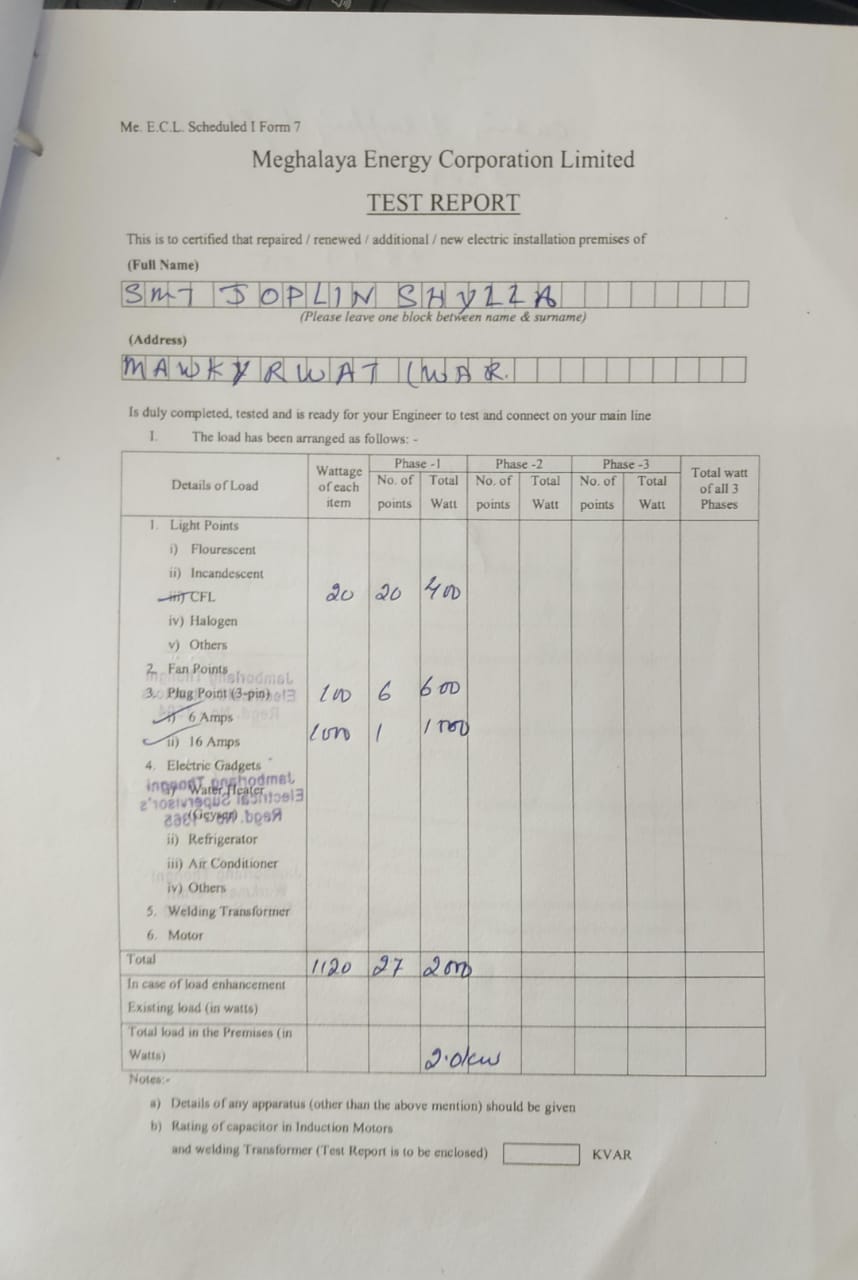 Me. E.C.L. Scheduled I Form 7
Meghalaya Energy Corporation Limited
TEST REPORT
This is to certified that repaired / renewed / additional / new electric installation premises of
(Full Name)
SMT JOPLIN SHYLLA
(Please leave one block between name & surname)
(Address)
MAWKYRWAT (WAR.
Is duly completed, tested and is ready for your Engineer to test and connect on your main line
I. The load has been arranged as follows: -
Details of Load Wattage of each item Phase -1 Phase -2 Phase -3 Total watt of all 3 Phases
No. of points Total Watt No. of points Total Watt No. of points Total Watt
1. Light Points
i) Flourescent
ii) Incandescent
iii) CFL 20 20 400
iv) Halogen
v) Others
2. Fan Points
3. Plug Point (3-pin) 100 6 600
i) 6 Amps
ii) 16 Amps 1000 1 1000
4. Electric Gadgets
i) Water Heater
(Geyser)
Jambohang Thongni
Electrical Supervisor's
Regd. No.
ii) Refrigerator
iii) Air Conditioner
iv) Others
5. Welding Transformer
6. Motor
Total 1120 27 2000
In case of load enhancement
Existing load (in watts)
Total load in the Premises (in
Watts) 2.0kw
Notes:-
a) Details of any apparatus (other than the above mention) should be given
b) Rating of capacitor in Induction Motors
and welding Transformer (Test Report is to be enclosed) KVAR